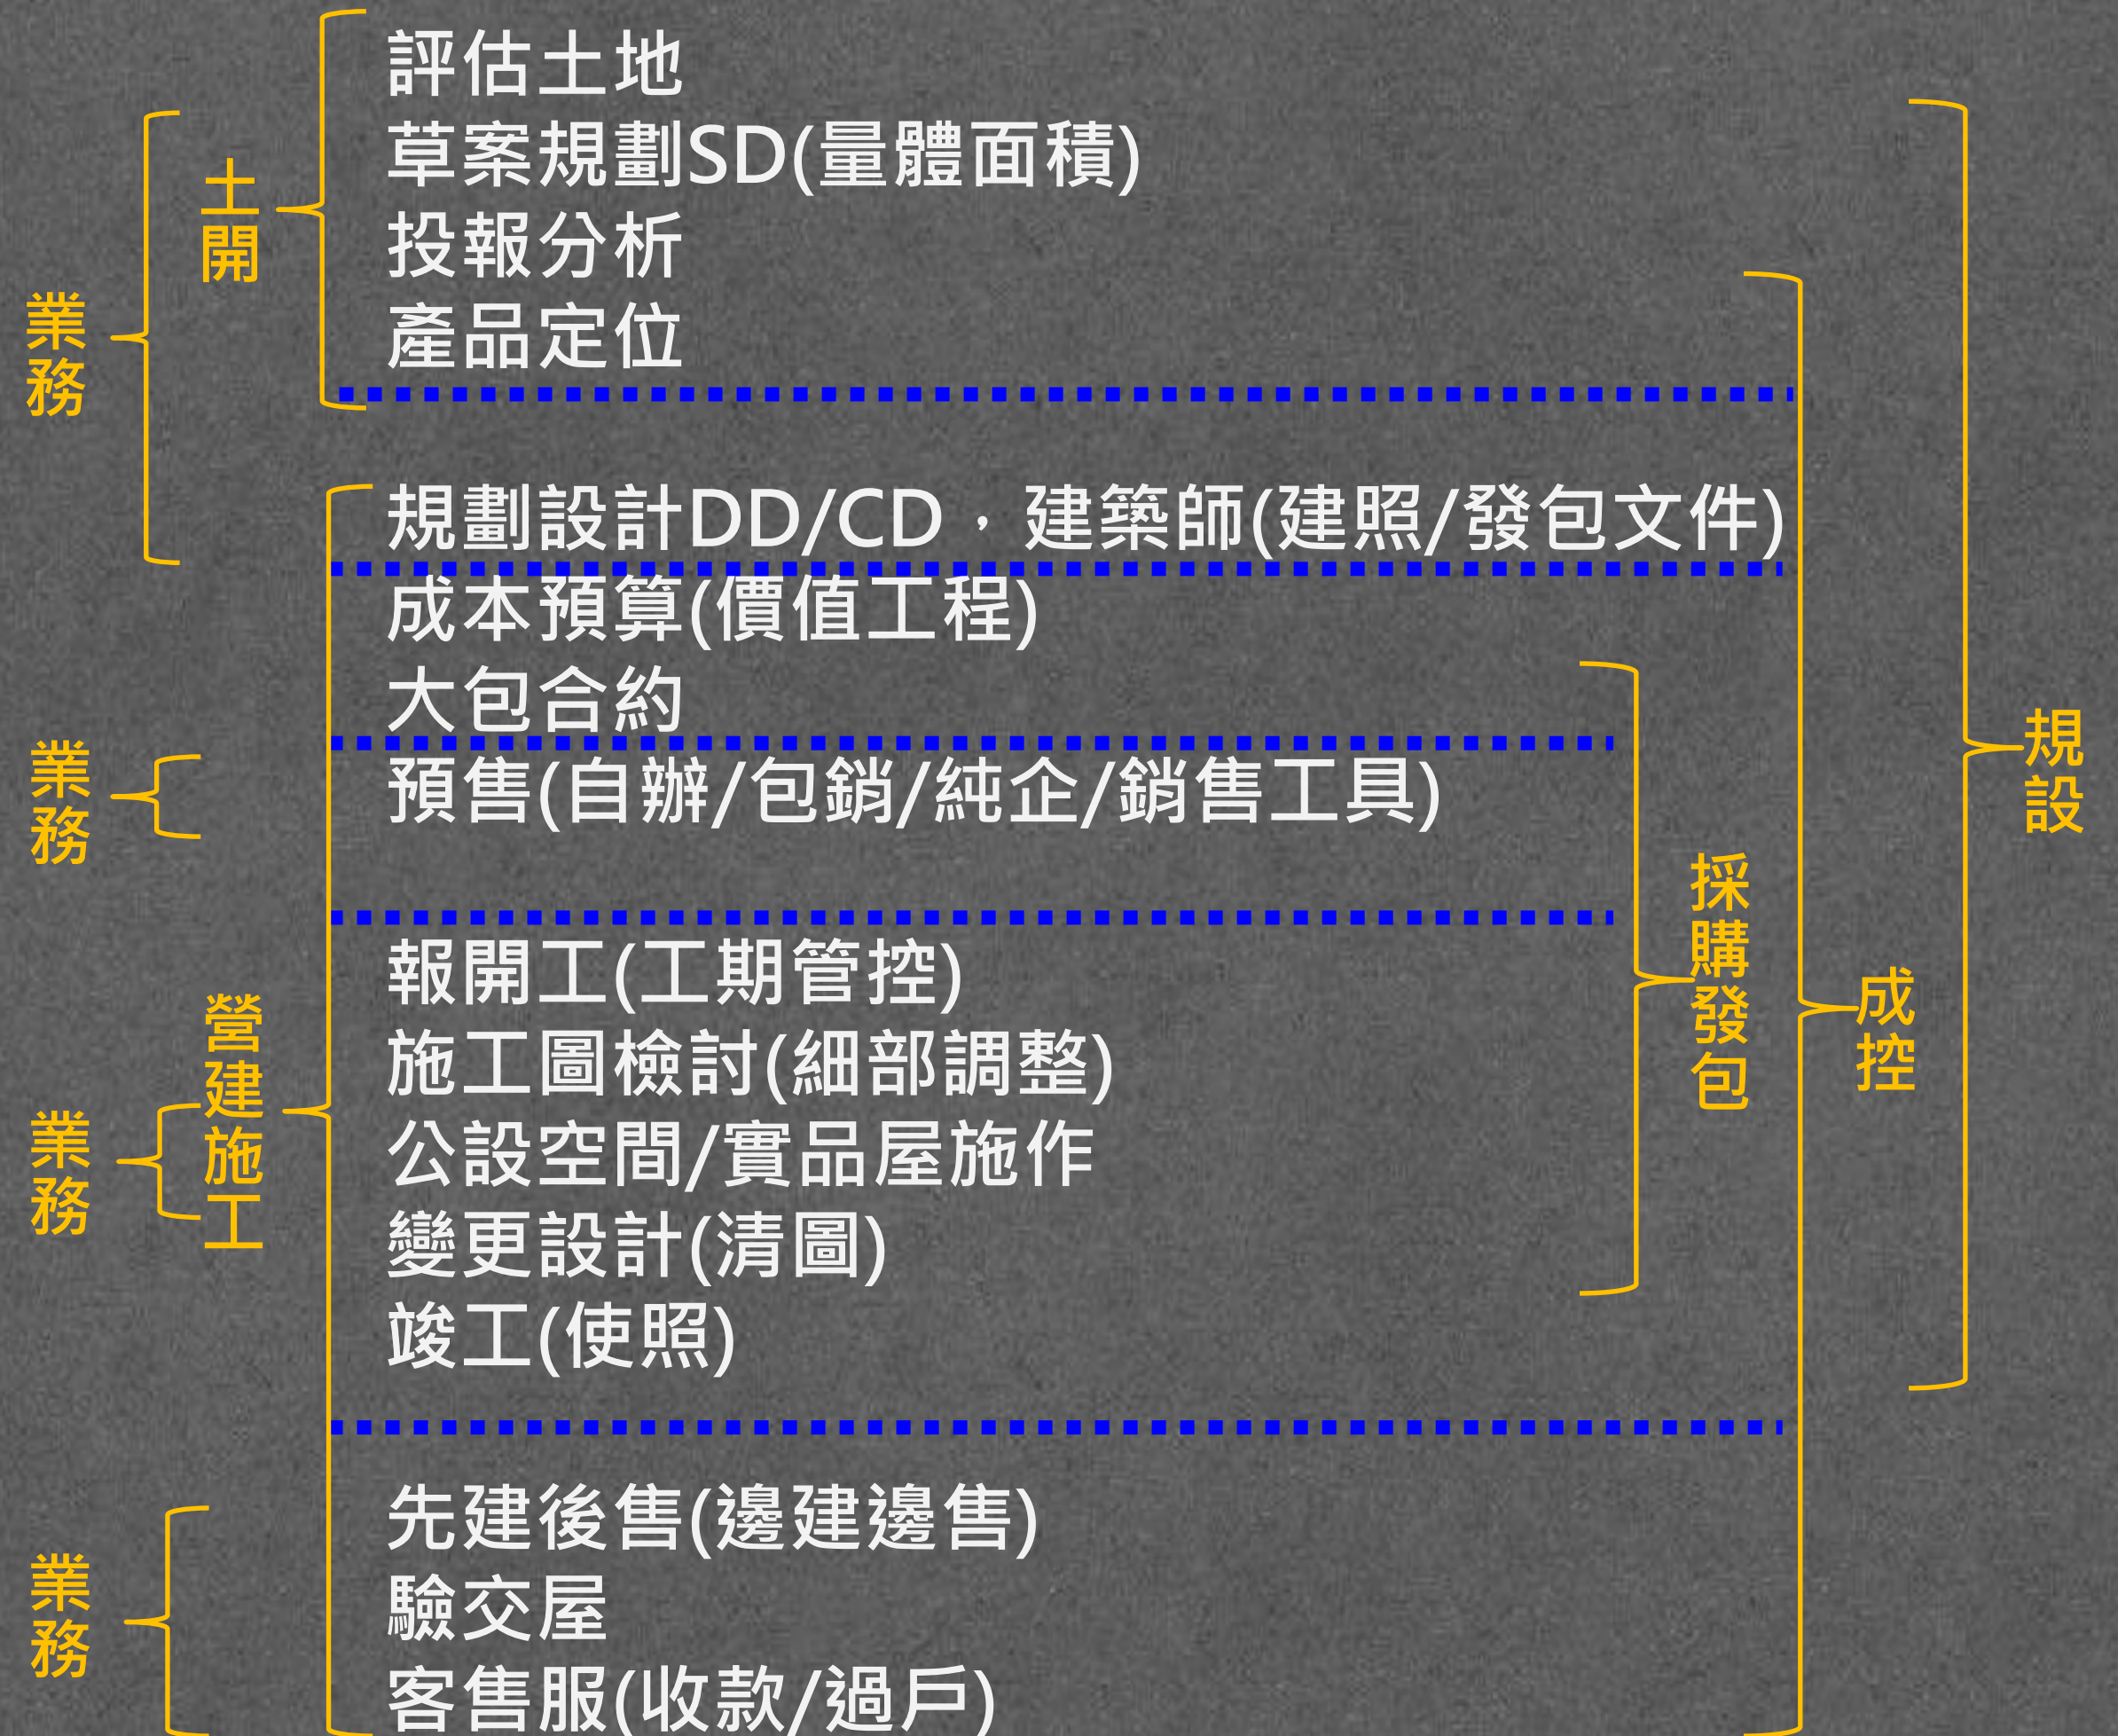 評估土地
草案規劃SD(量體面積)
投報分析
產品定位
土開
業務
規劃設計DD/CD，建築師(建照/發包文件)
成本預算(價值工程)
大包合約
預售(自辦/包銷/純企/銷售工具)
業務
規設
採購發包
成控
報開工(工期管控)
施工圖檢討(細部調整)
公設空間/實品屋施作
變更設計(清圖)
竣工(使照)
營建施工
業務
先建後售(邊建邊售)
驗交屋
客售服(收款/過戶)
業務